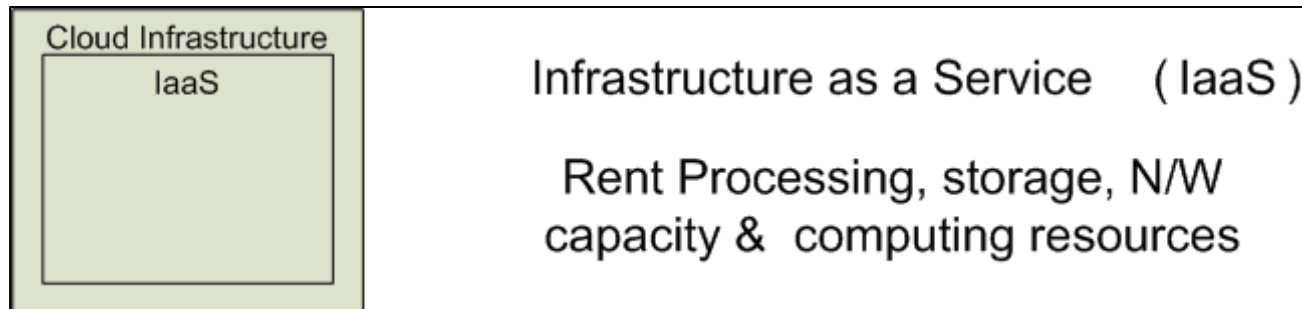 Cloud Infrastructure
IaaS
Infrastructure as a Service ( IaaS )
Rent Processing, storage, N/W
capacity & computing resources